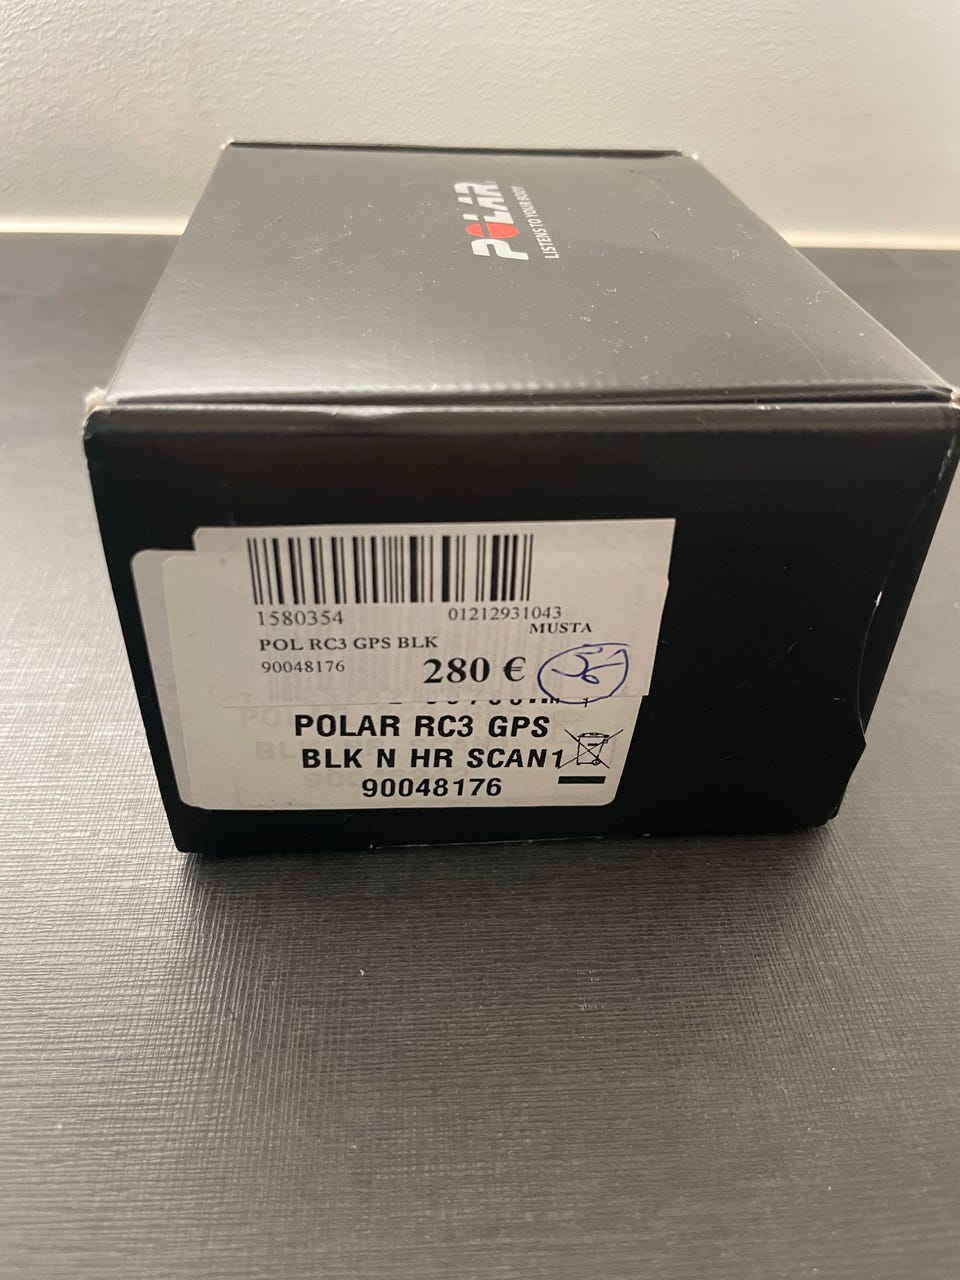 POLAR
LISTENS TO YOUR BODY
1580354 01212931043
MUSTA
POL RC3 GPS BLK
90048176 280 €
POLAR RC3 GPS
BLK N HR SCAN1
90048176